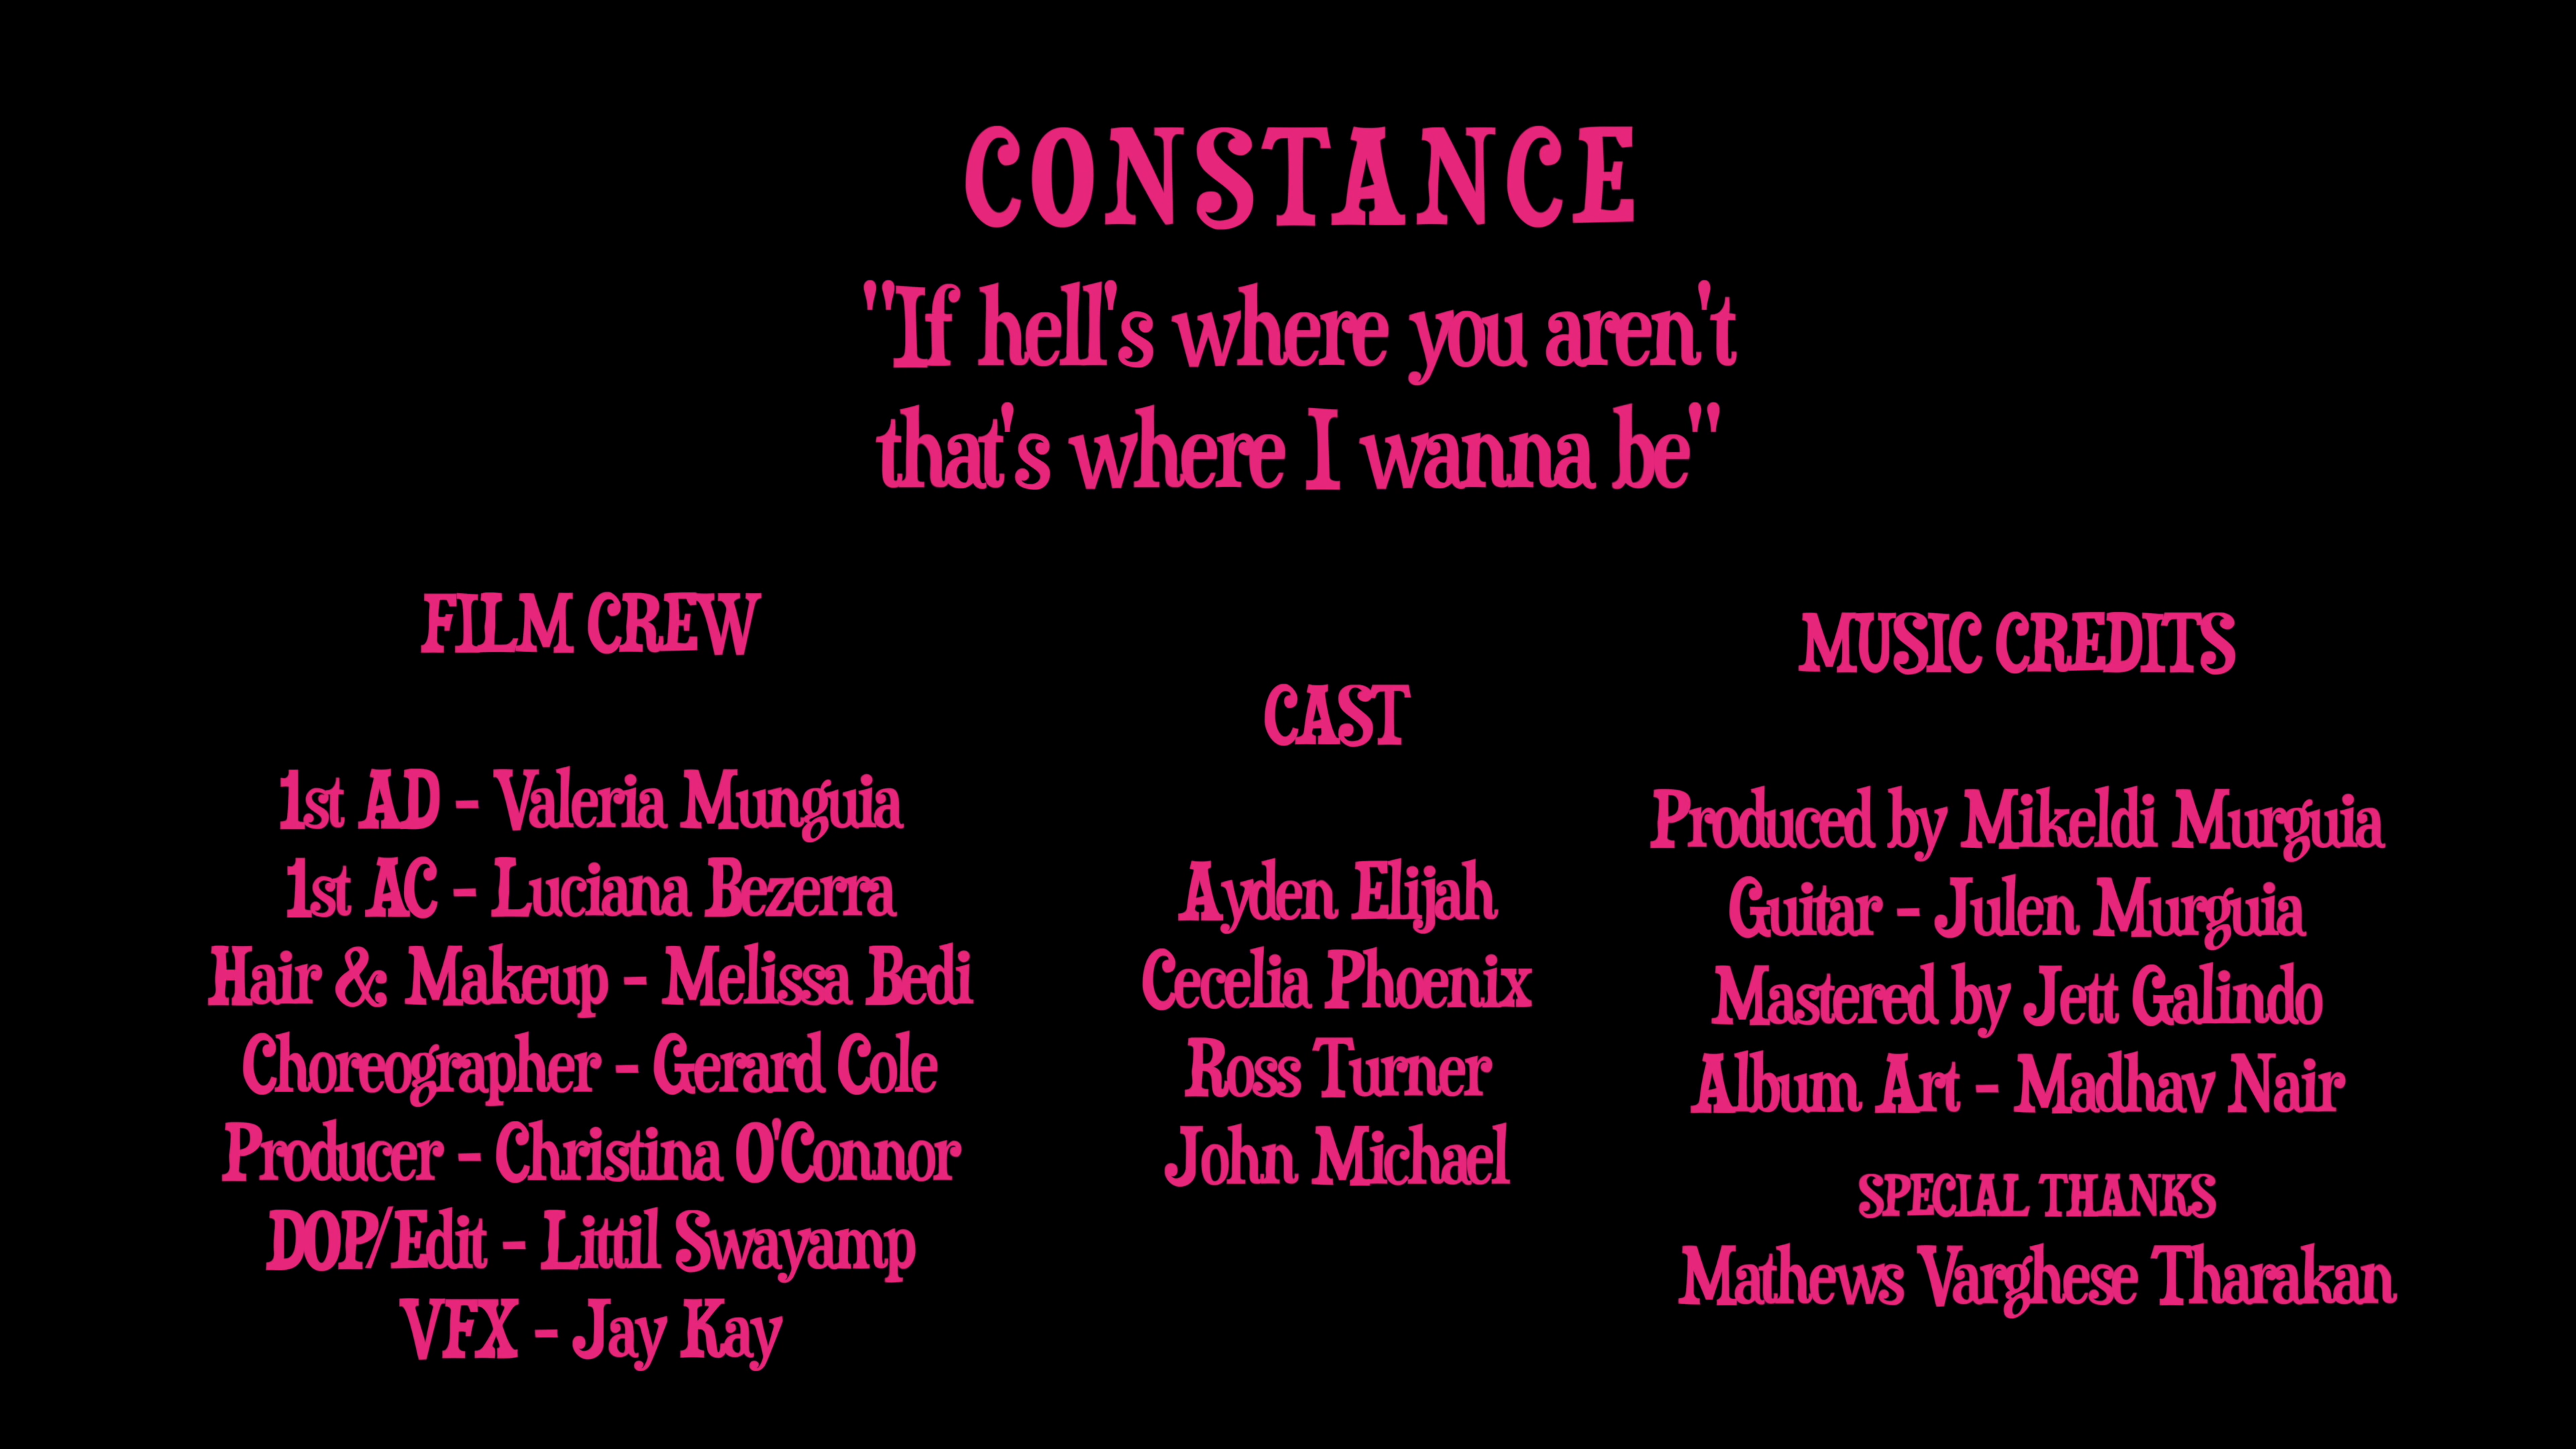 CONSTANCE
"If hell's where you aren't
that's where I wanna be"
FILM CREW
1st AD - Valeria Munguia
1st AC - Luciana Bezerra
Hair & Makeup - Melissa Bedi
Choreographer - Gerard Cole
Producer - Christina O'Connor
DOP/Edit - Littil Swayamp
VFX - Jay Kay
CAST
Ayden Elijah
Cecelia Phoenix
Ross Turner
John Michael
MUSIC CREDITS
Produced by Mikeldi Murguia
Guitar - Julen Murguia
Mastered by Jett Galindo
Album Art - Madhav Nair
SPECIAL THANKS
Mathews Varghese Tharakan